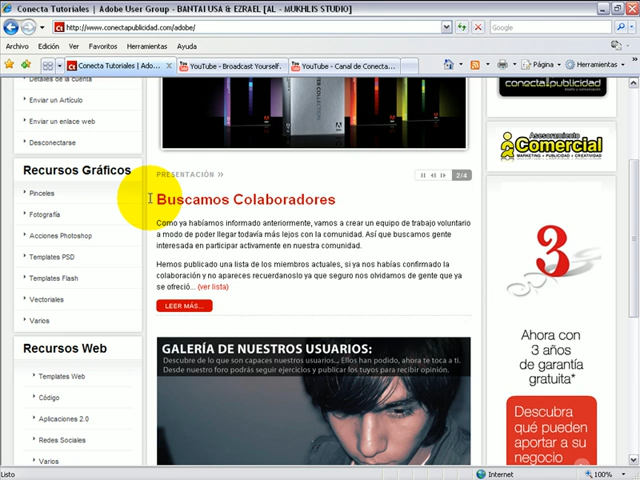 Conecta Tutoriales | Adobe User Group - BANTAI USA & EZRAEL [AL - MUKHLIS STUDIO]
http://www.conectapublicidad.com/adobe/
Google
Archivo Edición Ver Favoritos Herramientas Ayuda
Conecta Tutoriales | Ado...
YouTube - Broadcast Yourself.
YouTube - Canal de Conecta...
Página
Herramientas
Detalles de la cuenta
Enviar un Artículo
Enviar un enlace web
Desconectarse
Recursos Gráficos
Pinceles
Fotografía
Acciones Photoshop
Templates PSD
Templates Flash
Vectoriales
Varios
Recursos Web
Templates Web
Código
Aplicaciones 2.0
Redes Sociales
Varios
PRESENTACIÓN »
2/4
Buscamos Colaboradores
Como ya habíamos informado anteriormente, vamos a crear un equipo de trabajo voluntario
a modo de poder llegar todavía más lejos con la comunidad. Así que buscamos gente
interesada en participar activamente en nuestra comunidad.
Hemos publicado una lista de los miembros actuales, si ya nos habías confirmado la
colaboración y no apareces recuerdanoslo ya que seguro nos olvidamos de gente que ya
se ofreció... (ver lista)
LEER MÁS...
GALERÍA DE NUESTROS USUARIOS:
Descubre de lo que son capaces nuestros usuarios... Ellos han podido, ahora te toca a ti.
Desde nuestro foro podrás seguir ejercicios y publicar los tuyos para recibir opinión.
conectapublicidad
Asesoramiento
Comercial
MARKETING • PUBLICIDAD • CREATIVIDAD
3
Ahora con
3 años
de garantía
gratuita*
Descubra
qué pueden
aportar a su
negocio
Listo
Internet
100%